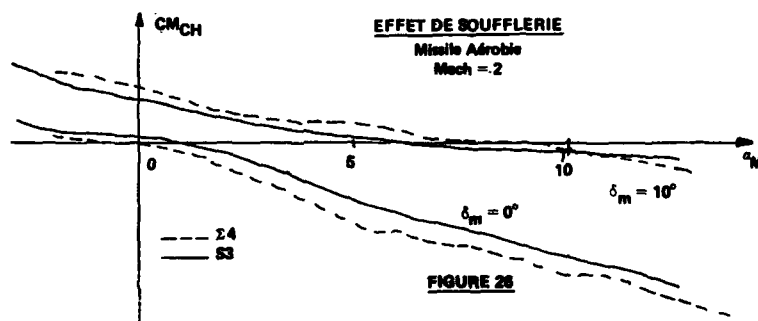 CM_CH
EFFET DE SOUFFLERIE
Missile Aérobie
Mach = .2
0
5
10
α_M
δ_m = 10°
δ_m = 0°
Σ4
S3
FIGURE 26